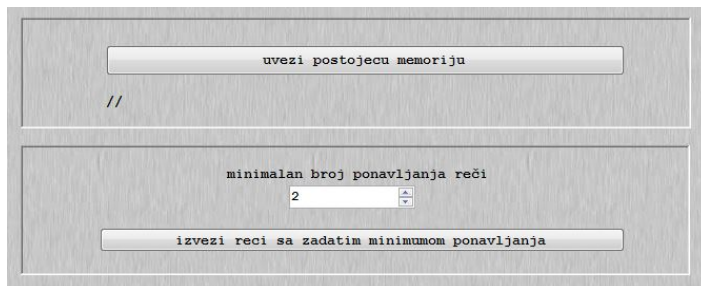 uvezi postojecu memoriju
//
minimalan broj ponavljanja reči
2
izvezi reci sa zadatim minimumom ponavljanja